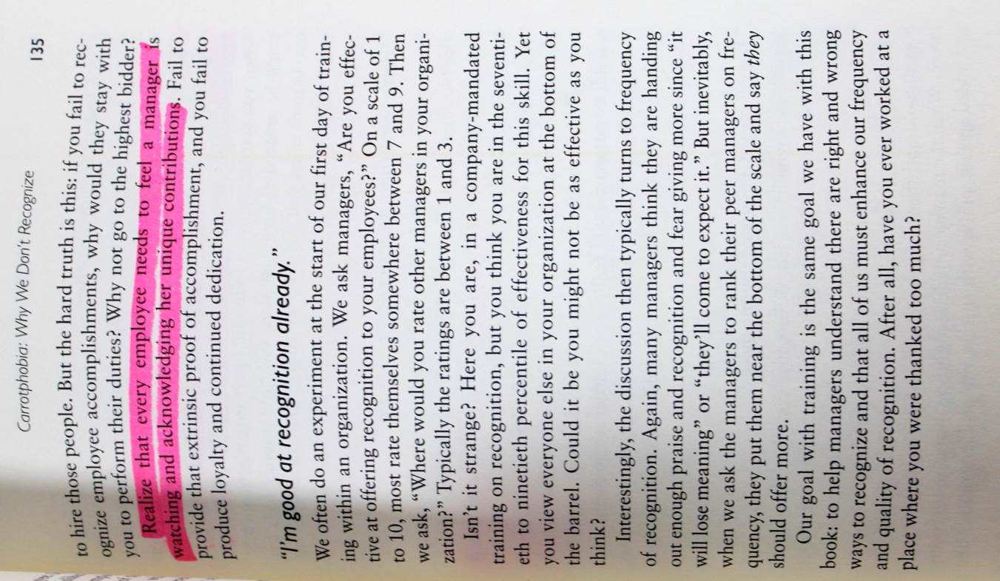 Carrotphobia: Why We Don't Recognize 135
to hire those people. But the hard truth is this: if you fail to rec-
ognize employee accomplishments, why would they stay with
you to perform their duties? Why not go to the highest bidder?
Realize that every employee needs to feel a manager is
watching and acknowledging her unique contributions. Fail to
provide that extrinsic proof of accomplishment, and you fail to
produce loyalty and continued dedication.
“I'm good at recognition already.”
We often do an experiment at the start of our first day of train-
ing within an organization. We ask managers, “Are you effec-
tive at offering recognition to your employees?” On a scale of 1
to 10, most rate themselves somewhere between 7 and 9. Then
we ask, “Where would you rate other managers in your organi-
zation?” Typically the ratings are between 1 and 3.
Isn't it strange? Here you are, in a company-mandated
training on recognition, but you think you are in the seventi-
eth to ninetieth percentile of effectiveness for this skill. Yet
you view everyone else in your organization at the bottom of
the barrel. Could it be you might not be as effective as you
think?
Interestingly, the discussion then typically turns to frequency
of recognition. Again, many managers think they are handing
out enough praise and recognition and fear giving more since “it
will lose meaning” or “they'll come to expect it.” But inevitably,
when we ask the managers to rank their peer managers on fre-
quency, they put them near the bottom of the scale and say they
should offer more.
Our goal with training is the same goal we have with this
book: to help managers understand there are right and wrong
ways to recognize and that all of us must enhance our frequency
and quality of recognition. After all, have you ever worked at a
place where you were thanked too much?